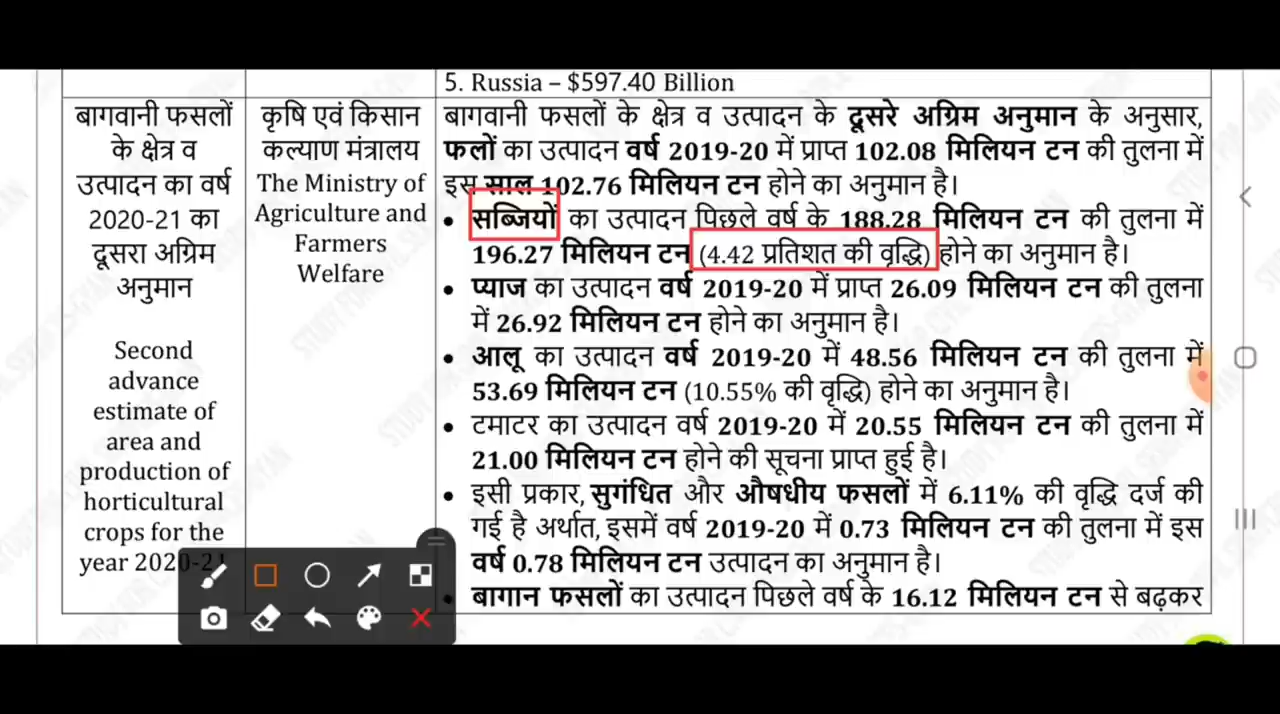 5. Russia – $597.40 Billion
बागवानी फसलों
के क्षेत्र व
उत्पादन का वर्ष
2020-21 का
दूसरा अग्रिम
अनुमान
Second
advance
estimate of
area and
production of
horticultural
crops for the
year 2020-21
कृषि एवं किसान
कल्याण मंत्रालय
The Ministry of
Agriculture and
Farmers
Welfare
बागवानी फसलों के क्षेत्र व उत्पादन के दूसरे अग्रिम अनुमान के अनुसार,
फलों का उत्पादन वर्ष 2019-20 में प्राप्त 102.08 मिलियन टन की तुलना में
इस साल 102.76 मिलियन टन होने का अनुमान है।
• सब्जियों का उत्पादन पिछले वर्ष के 188.28 मिलियन टन की तुलना में
196.27 मिलियन टन (4.42 प्रतिशत की वृद्धि) होने का अनुमान है।
• प्याज का उत्पादन वर्ष 2019-20 में प्राप्त 26.09 मिलियन टन की तुलना
में 26.92 मिलियन टन होने का अनुमान है।
• आलू का उत्पादन वर्ष 2019-20 में 48.56 मिलियन टन की तुलना में
53.69 मिलियन टन (10.55% की वृद्धि) होने का अनुमान है।
• टमाटर का उत्पादन वर्ष 2019-20 में 20.55 मिलियन टन की तुलना में
21.00 मिलियन टन होने की सूचना प्राप्त हुई है।
• इसी प्रकार, सुगंधित और औषधीय फसलों में 6.11% की वृद्धि दर्ज की
गई है अर्थात, इसमें वर्ष 2019-20 में 0.73 मिलियन टन की तुलना में इस
वर्ष 0.78 मिलियन टन उत्पादन का अनुमान है।
• बागान फसलों का उत्पादन पिछले वर्ष के 16.12 मिलियन टन से बढ़कर